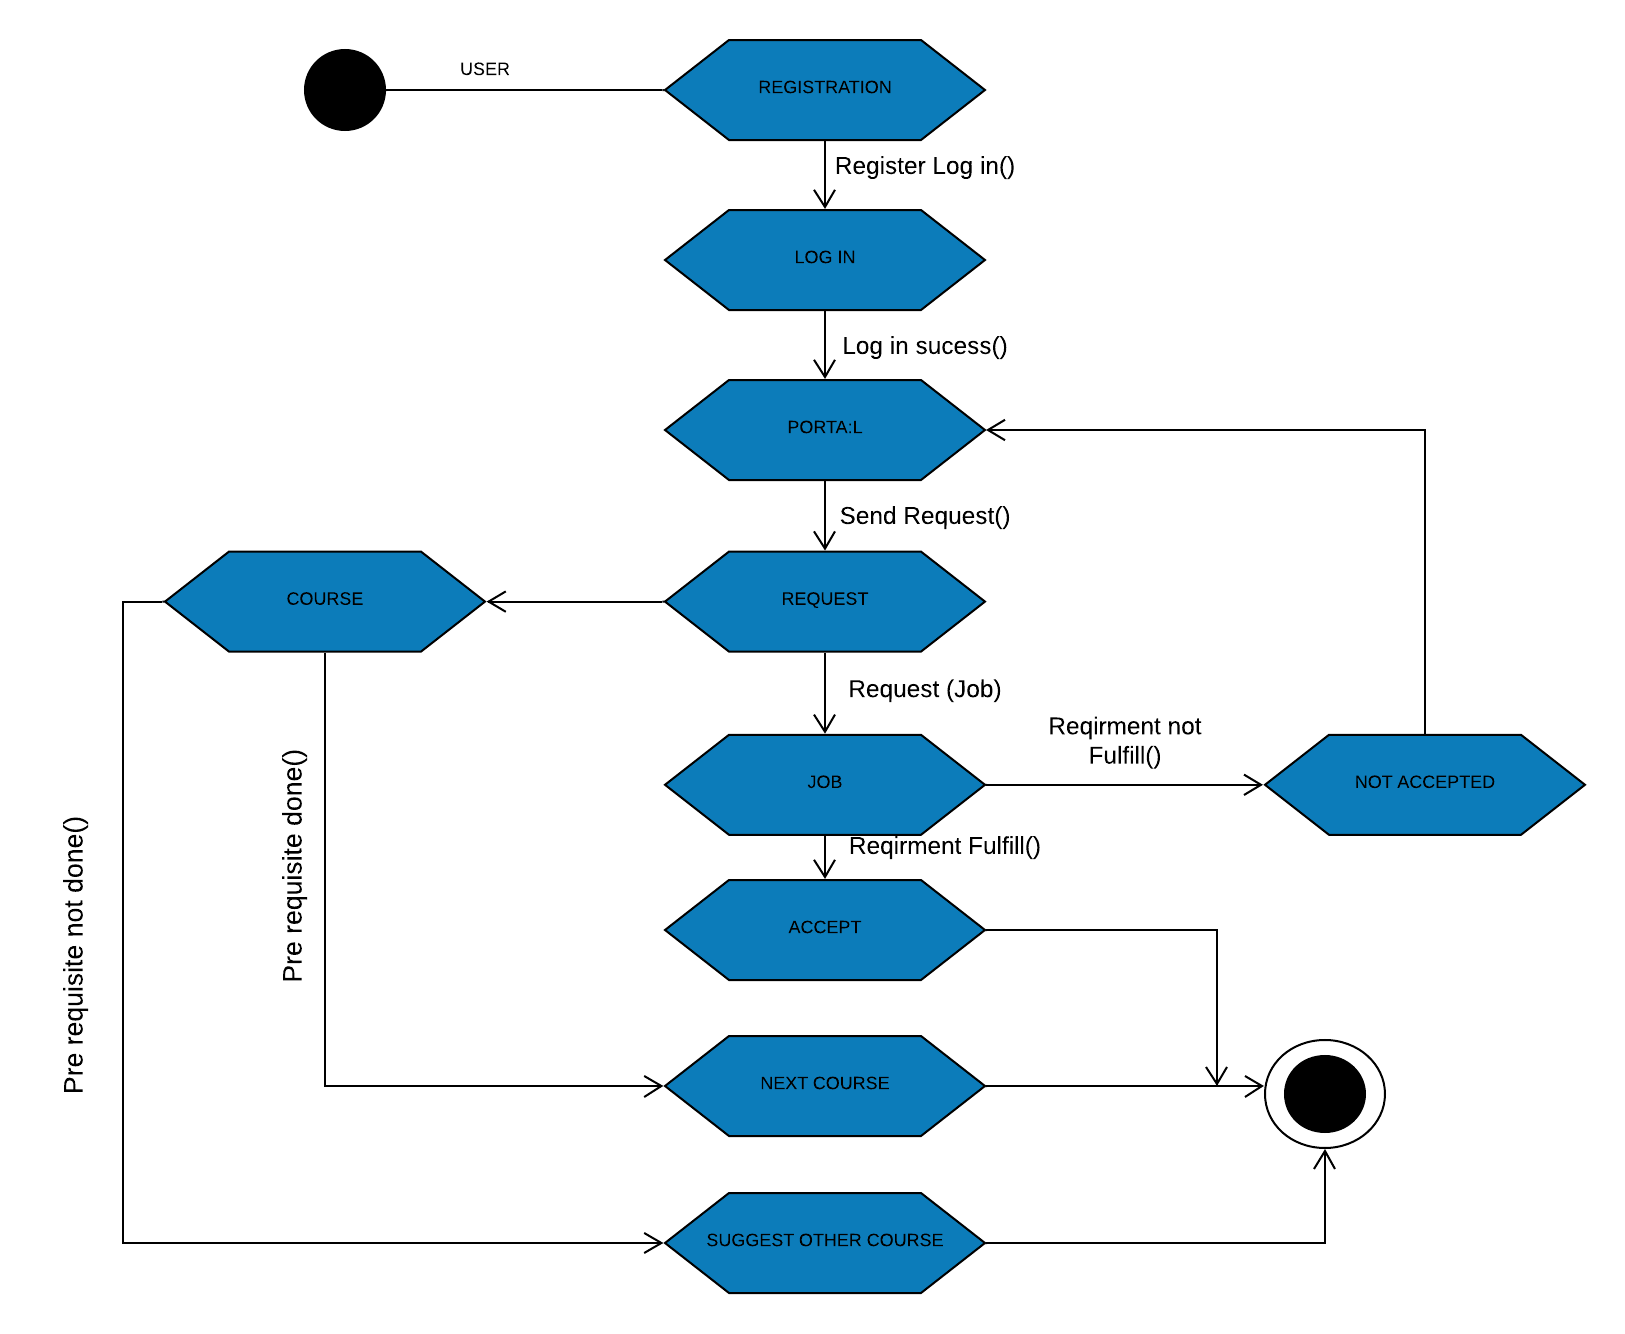 USER
REGISTRATION
Register Log in()
LOG IN
Log in sucess()
PORTA:L
Send Request()
COURSE
REQUEST
Request (Job)
Reqirment not
Fulfill()
JOB
NOT ACCEPTED
Reqirment Fulfill()
Pre requisite done()
Pre requisite not done()
ACCEPT
NEXT COURSE
SUGGEST OTHER COURSE